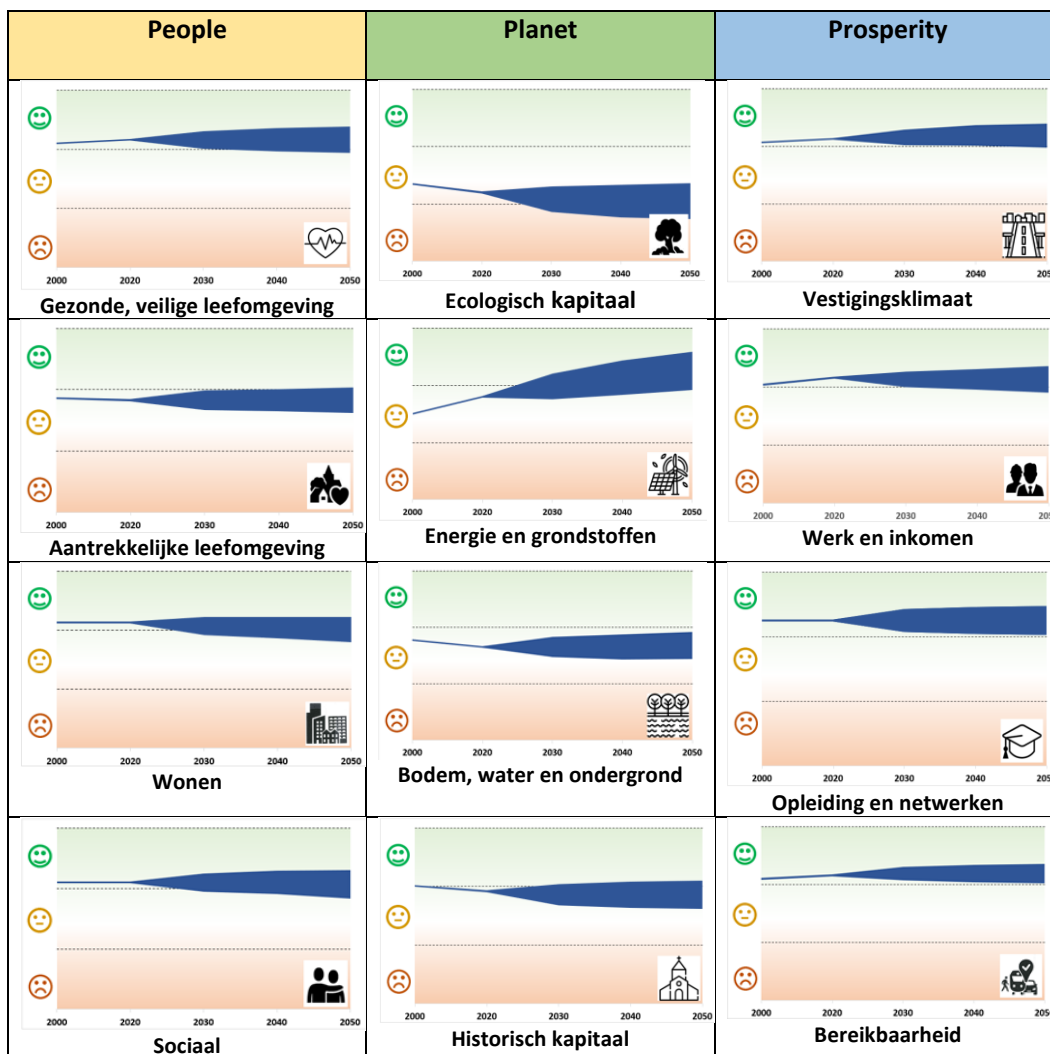 People Planet Prosperity
2000 2020 2030 2040 2050
Gezonde, veilige leefomgeving
2000 2020 2030 2040 2050
Ecologisch kapitaal
2000 2020 2030 2040 2050
Vestigingsklimaat
2000 2020 2030 2040 2050
Aantrekkelijke leefomgeving
2000 2020 2030 2040 2050
Energie en grondstoffen
2000 2020 2030 2040 2050
Werk en inkomen
2000 2020 2030 2040 2050
Wonen
2000 2020 2030 2040 2050
Bodem, water en ondergrond
2000 2020 2030 2040 205
Opleiding en netwerken
2000 2020 2030 2040 2050
Sociaal
2000 2020 2030 2040 2050
Historisch kapitaal
2000 2020 2030 2040 2050
Bereikbaarheid